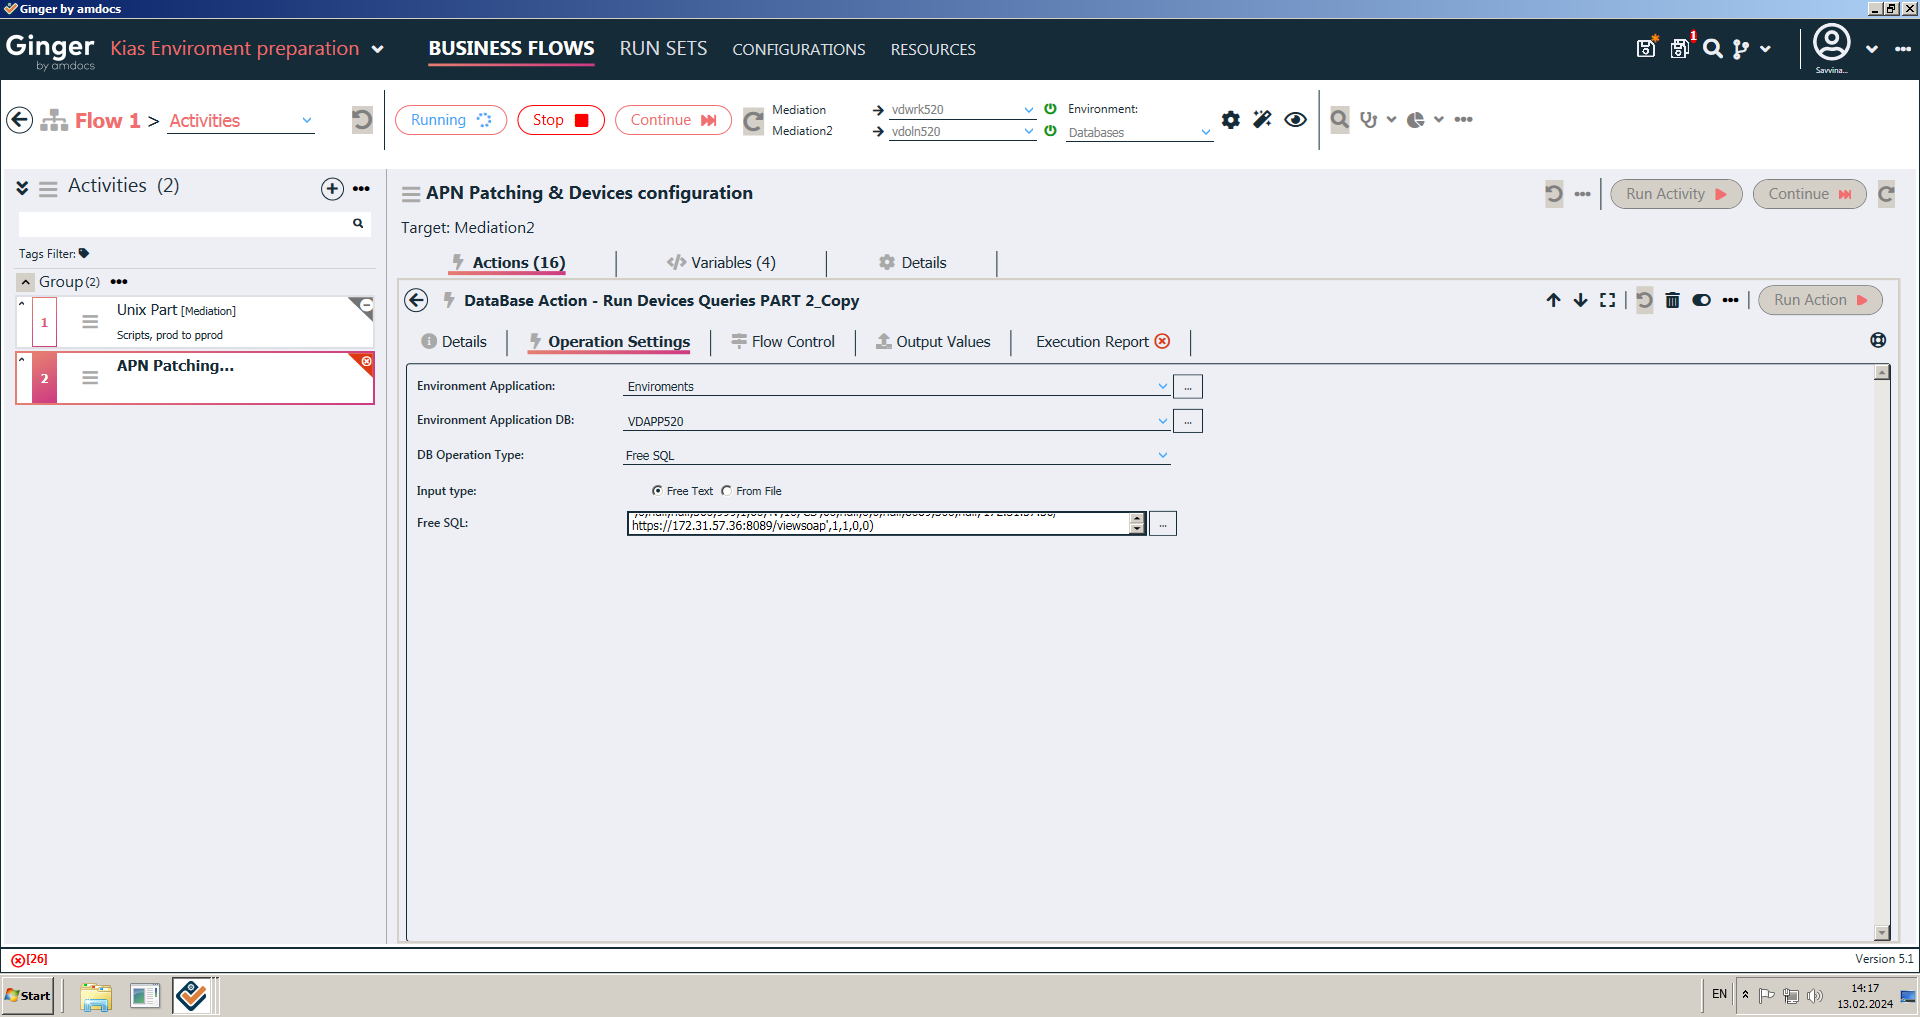 Ginger by amdocs
Ginger
by amdocs
Kias Enviroment preparation
BUSINESS FLOWS
RUN SETS
CONFIGURATIONS
RESOURCES
1
Savvina...
Flow 1 > Activities
Running
Stop
Continue
Mediation
vdwrk520
Mediation2
vdoln520
Environment:
Databases
Activities (2)
Tags Filter:
Group(2)
1
Unix Part [Mediation]
Scripts, prod to pprod
2
APN Patching...
APN Patching & Devices configuration
Run Activity
Continue
Target: Mediation2
Actions (16)
Variables (4)
Details
DataBase Action - Run Devices Queries PART 2_Copy
Run Action
Details
Operation Settings
Flow Control
Output Values
Execution Report
Environment Application:
Enviroments
...
Environment Application DB:
VDAPP520
...
DB Operation Type:
Free SQL
Input type:
Free Text
From File
Free SQL:
https://172.31.57.36:8089/viewsoap',1,1,0,0)
...
[26]
Version 5.1
Start
EN
14:17
13.02.2024